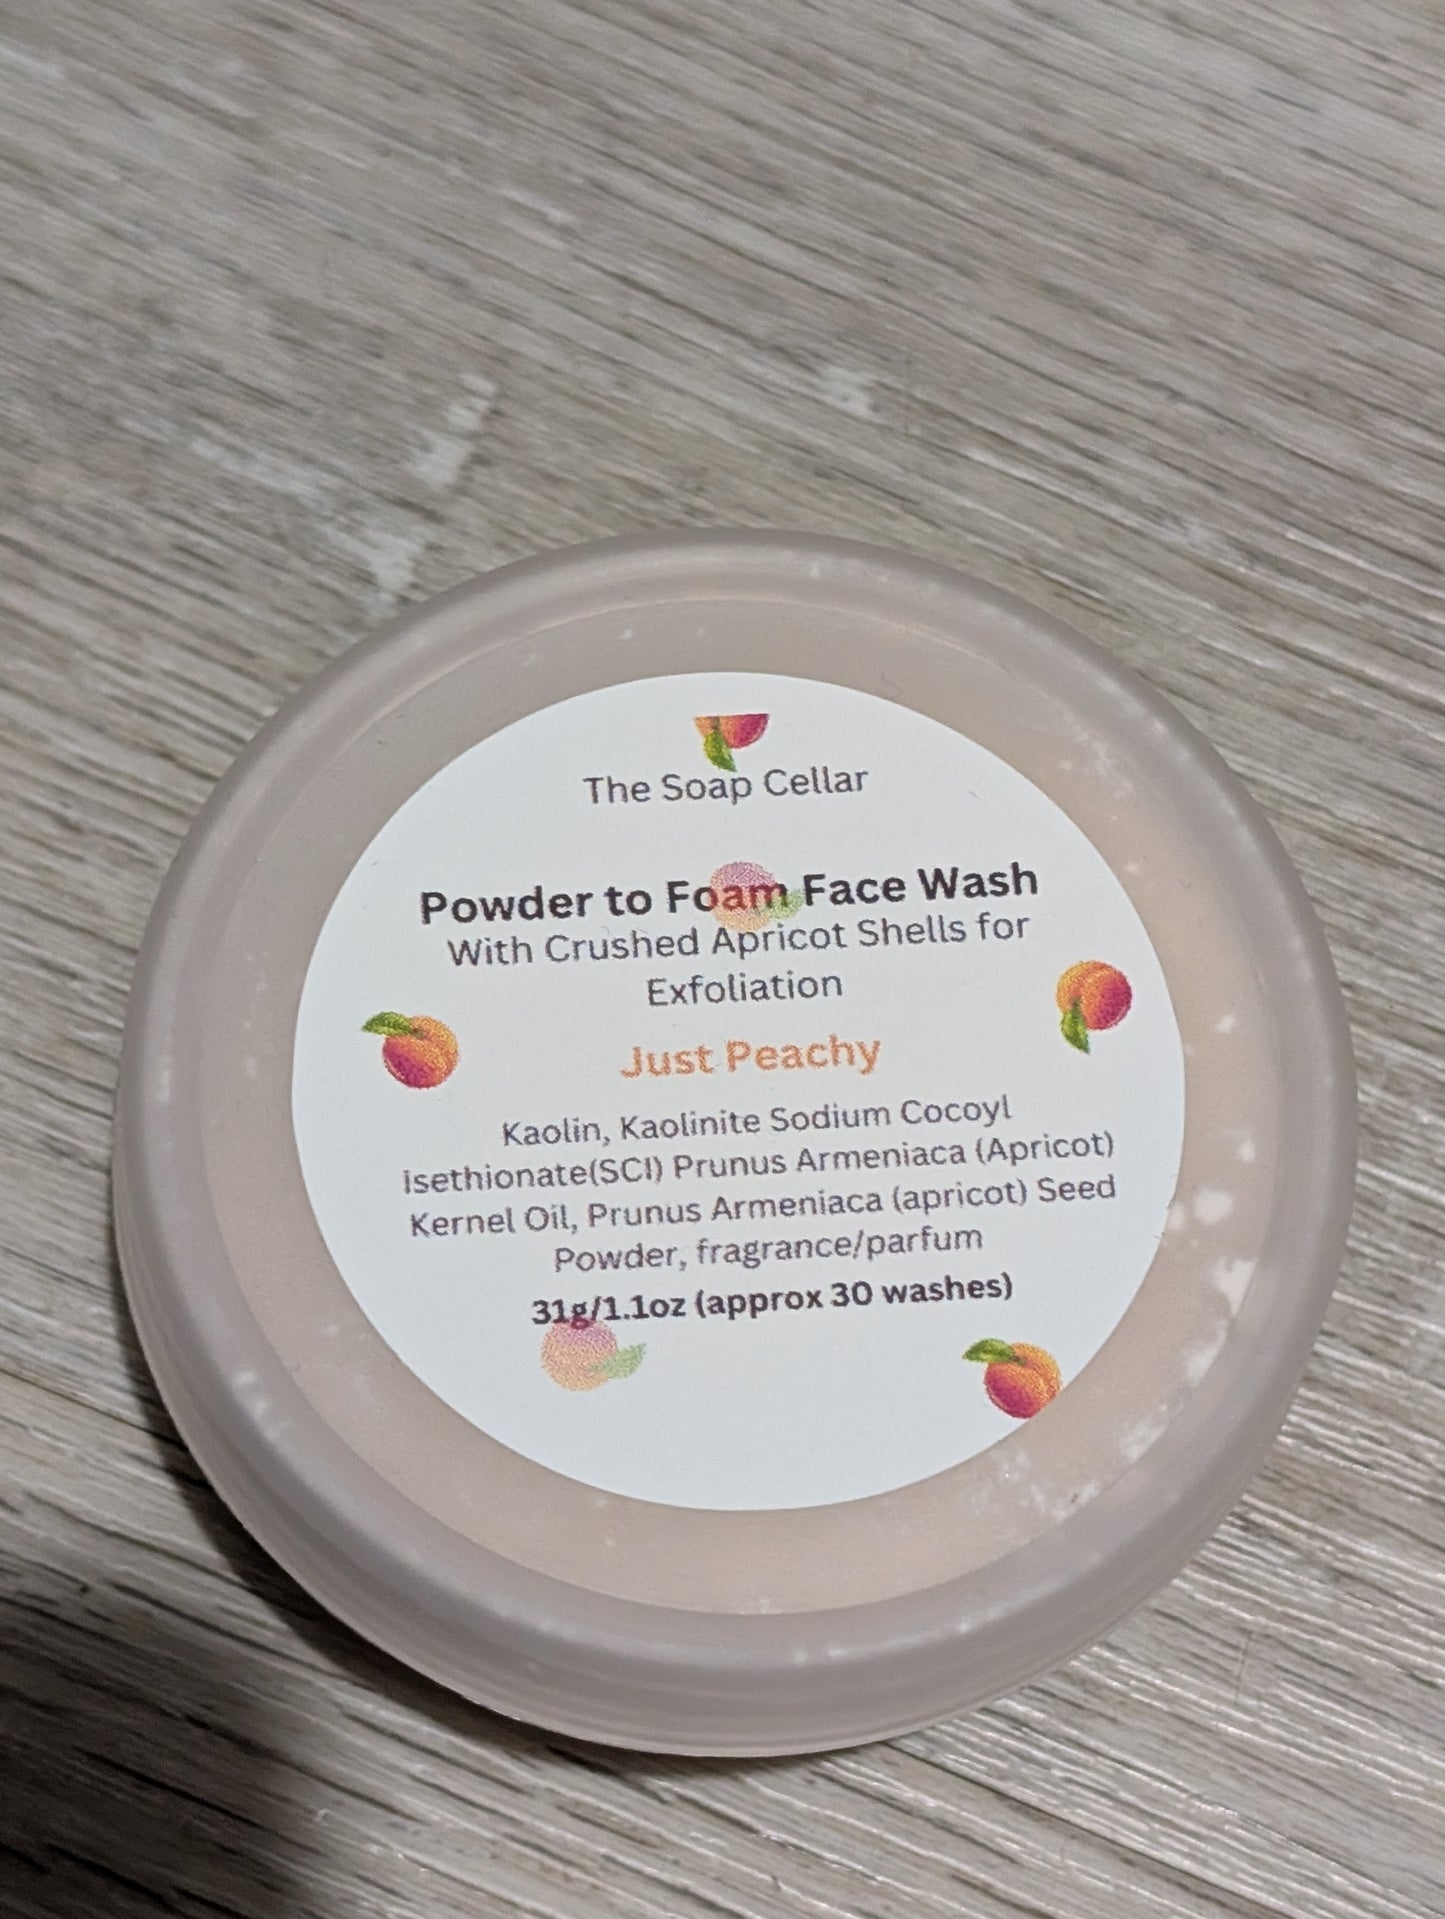 The Soap Cellar
Powder to Foam Face Wash
With Crushed Apricot Shells for
Exfoliation
Just Peachy
Kaolin, Kaolinite Sodium Cocoyl
isethionate(SCI) Prunus Armeniaca (Apricot)
Kernel Oil, Prunus Armeniaca (apricot) Seed
Powder, fragrance/parfum
31g/1.1oz (approx 30 washes)